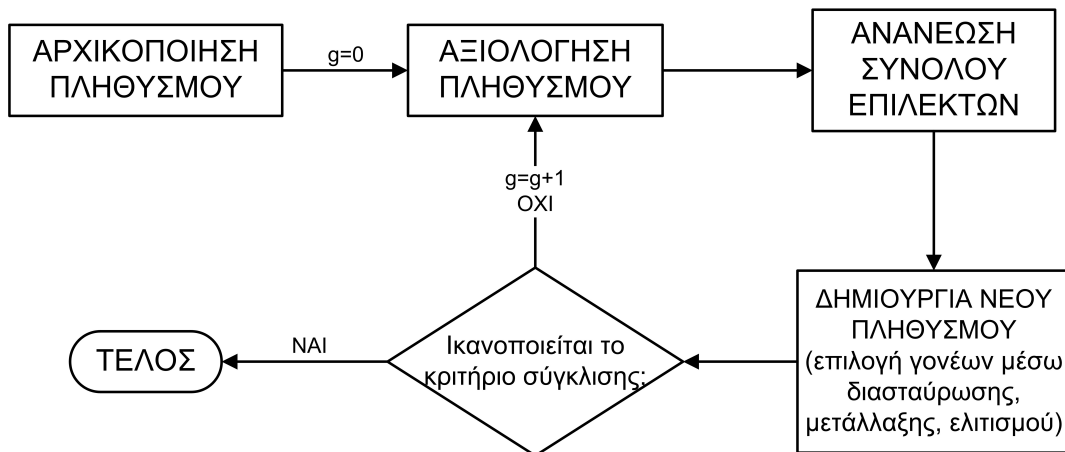 ΑΡΧΙΚΟΠΟΙΗΣΗ
ΠΛΗΘΥΣΜΟΥ
g=0
ΑΞΙΟΛΟΓΗΣΗ
ΠΛΗΘΥΣΜΟΥ
ΑΝΑΝΕΩΣΗ
ΣΥΝΟΛΟΥ
ΕΠΙΛΕΚΤΩΝ
ΔΗΜΙΟΥΡΓΙΑ ΝΕΟΥ
ΠΛΗΘΥΣΜΟΥ
(επιλογή γονέων μέσω
διασταύρωσης,
μετάλλαξης, ελιτισμού)
Ικανοποιείται το
κριτήριο σύγκλισης;
g=g+1
ΟΧΙ
ΝΑΙ
ΤΕΛΟΣ